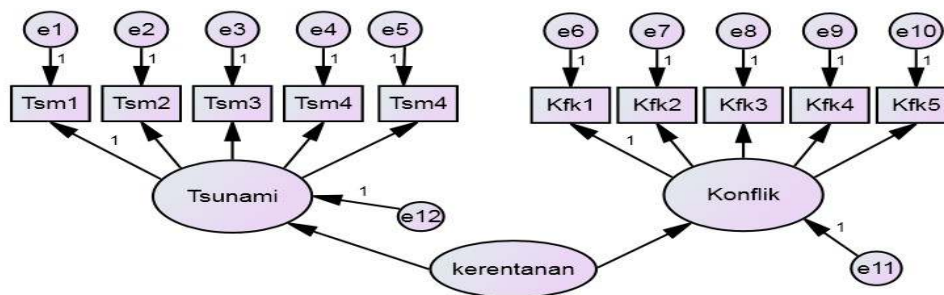 e1 e2 e3 e4 e5 e6 e7 e8 e9 e10
1 1 1 1 1 1 1 1 1 1
Tsm1 Tsm2 Tsm3 Tsm4 Tsm4 Kfk1 Kfk2 Kfk3 Kfk4 Kfk5
1 1
Tsunami 1 Konflik
e12 1
kerentanan e11